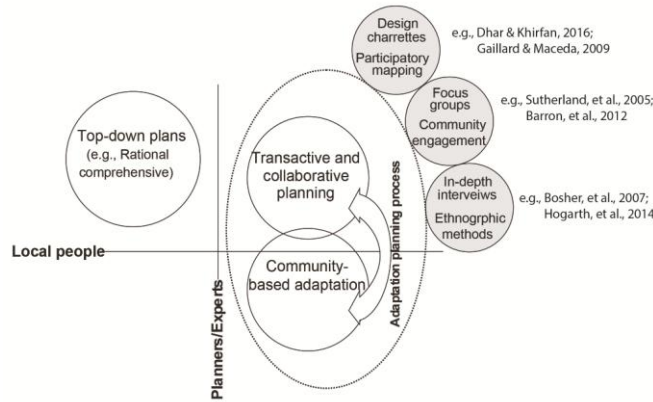 Design
charrettes
Participatory
mapping
e.g., Dhar & Khirfan, 2016;
Gaillard & Maceda, 2009
Focus
groups
Community
engagement
e.g., Sutherland, et al., 2005;
Barron, et al., 2012
In-depth
interveiws
Ethnogrphic
methods
e.g., Bosher, et al., 2007;
Hogarth, et al., 2014
Top-down plans
(e.g., Rational
comprehensive)
Transactive and
collaborative
planning
Community-
based adaptation
Adaptation planning process
Local people
Planners/Experts